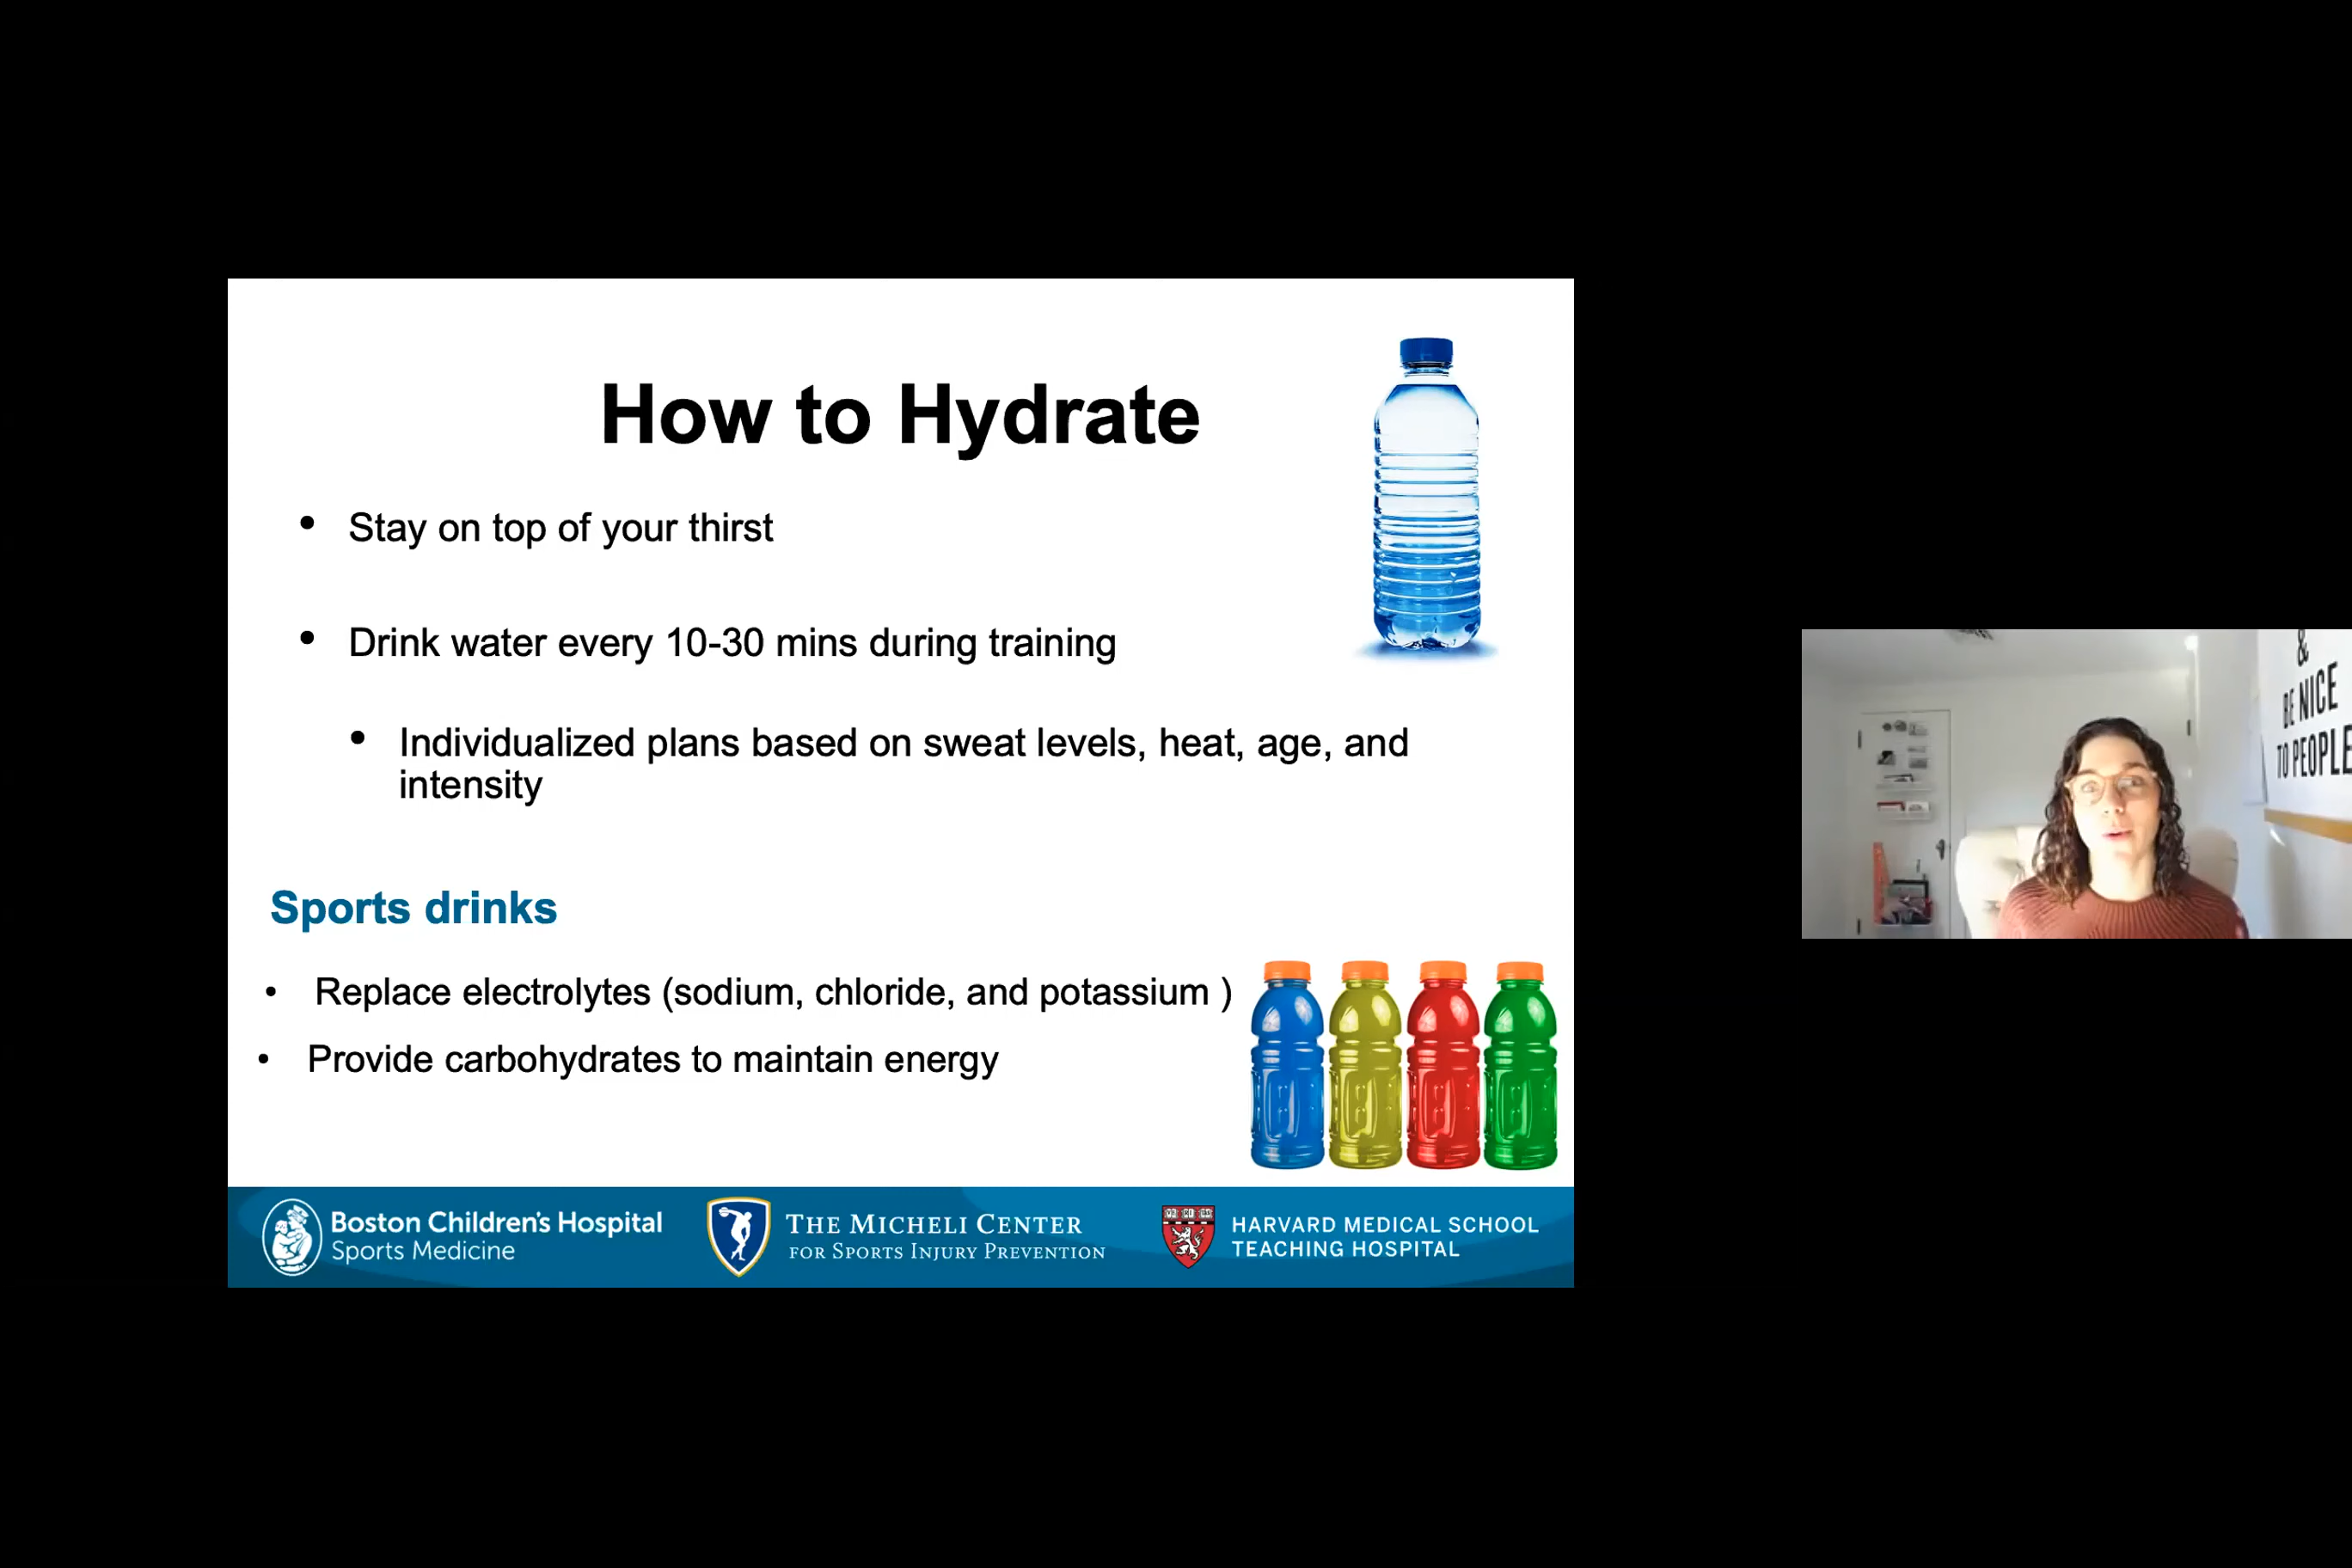 How to Hydrate
• Stay on top of your thirst
• Drink water every 10-30 mins during training
• Individualized plans based on sweat levels, heat, age, and
intensity
Sports drinks
• Replace electrolytes (sodium, chloride, and potassium )
• Provide carbohydrates to maintain energy
Boston Children's Hospital
Sports Medicine
THE MICHELI CENTER
FOR SPORTS INJURY PREVENTION
HARVARD MEDICAL SCHOOL
TEACHING HOSPITAL
&
BE NICE
TO PEOPLE